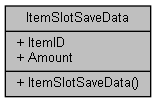 ItemSlotSaveData
+ ItemID
+ Amount
+ ItemSlotSaveData()